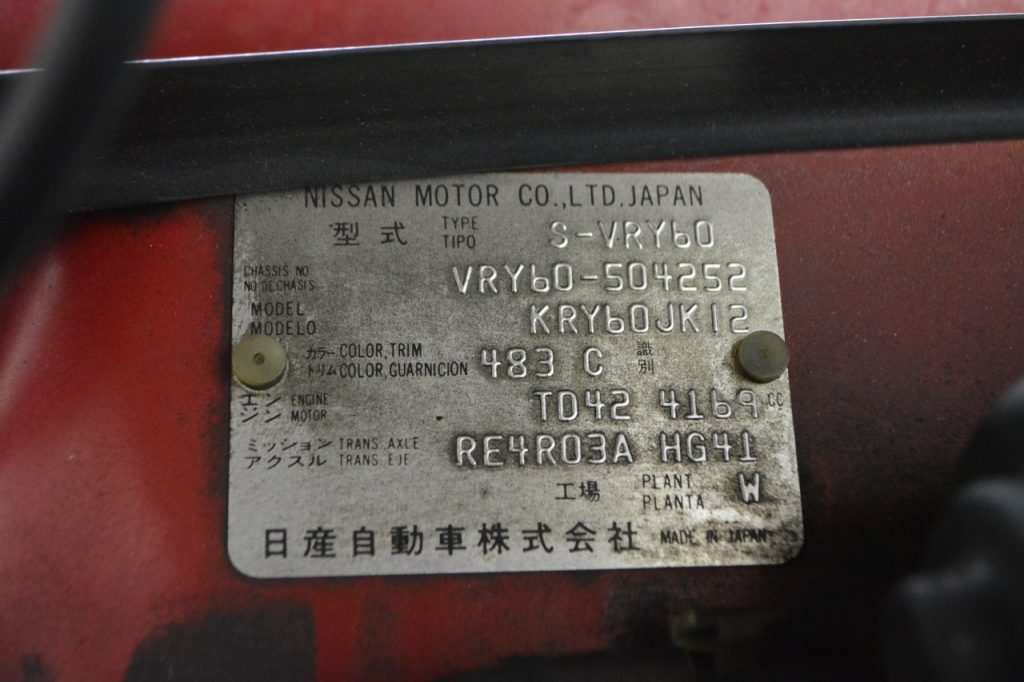 NISSAN MOTOR CO.,LTD.JAPAN
型式 TYPE TIPO S-VRY60
CHASSIS NO. NO DECHASIS VRY60-504252
MODEL MODELO KRY60JK12
カラー トリム COLOR,TRIM COLOR,GUARNICION 483 C 識別
エンジン ENGINE MOTOR TD42 4169 CC
ミッション アクスル TRANS AXLE TRANS EJE RE4R03A HG41
工場 PLANT PLANTA W
日産自動車株式会社 MADE IN JAPAN